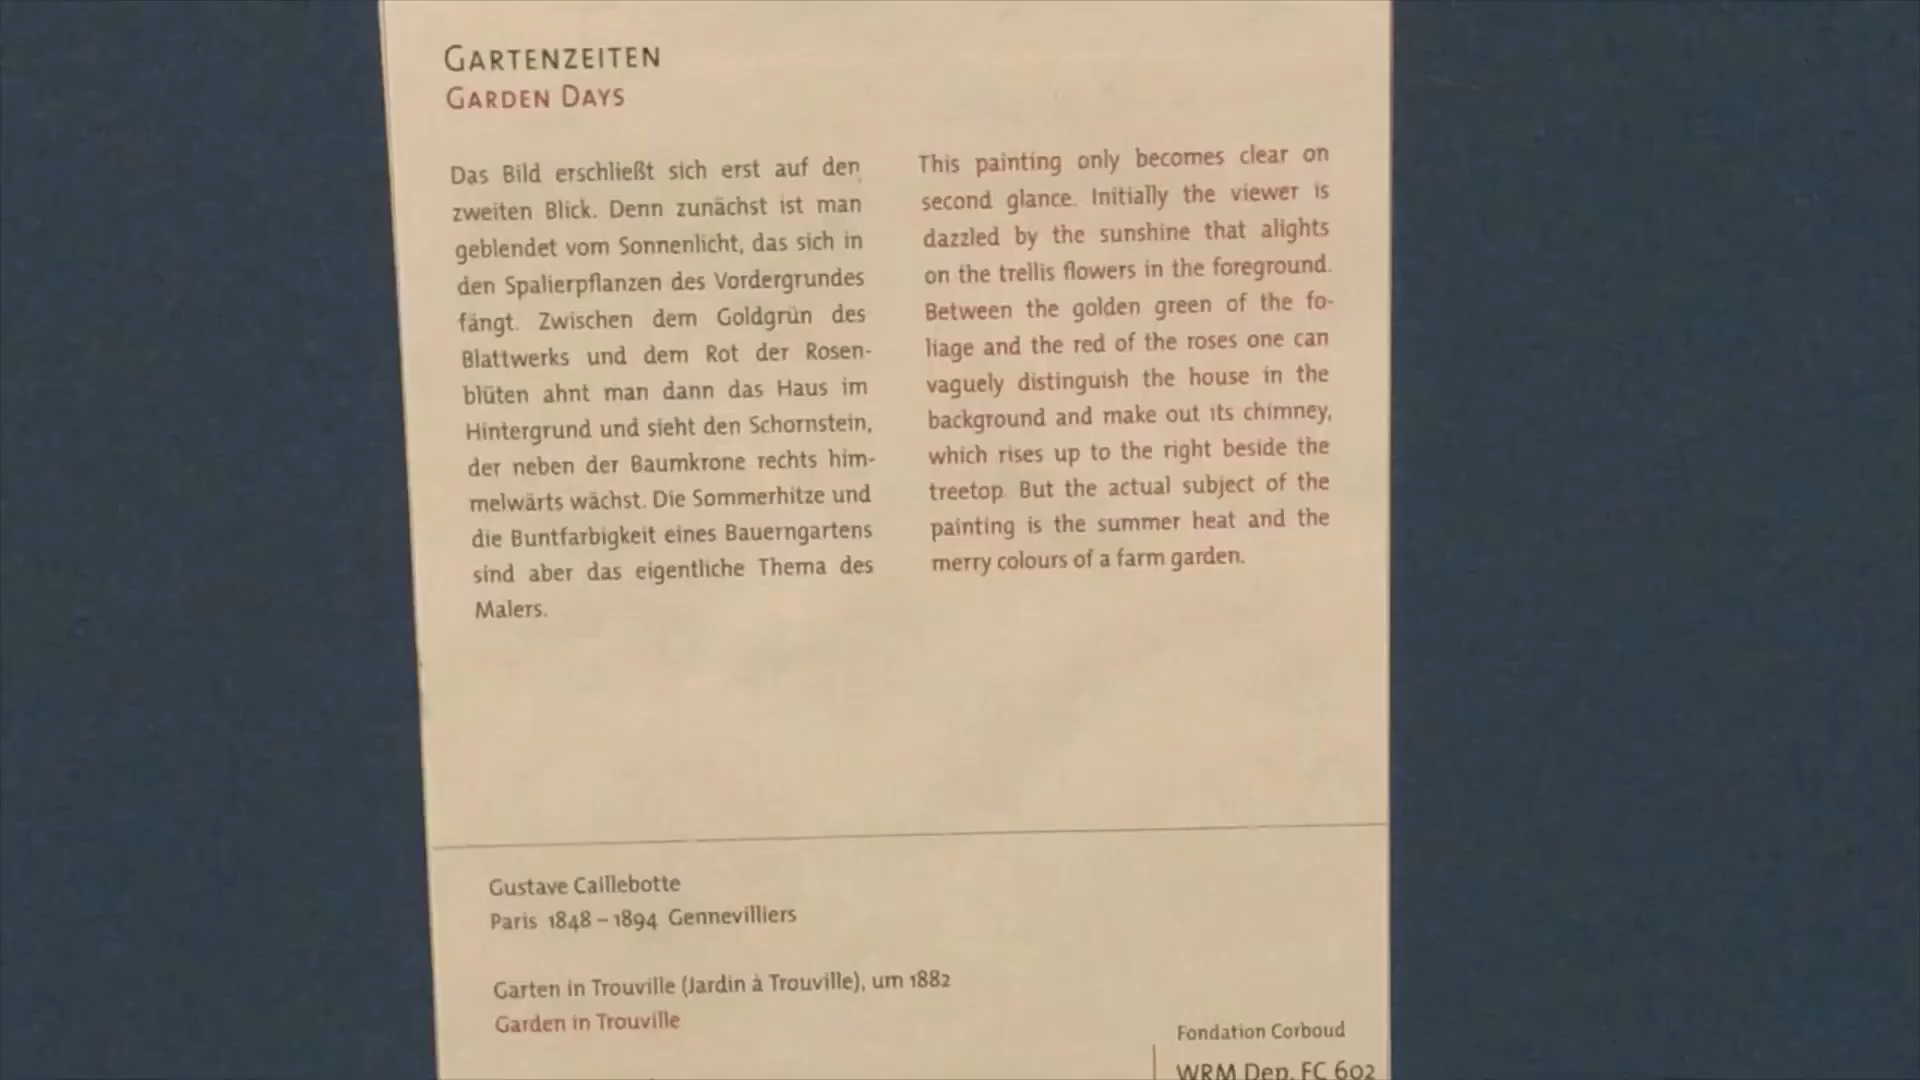 GARTENZEITEN
GARDEN DAYS
Das Bild erschließt sich erst auf den
zweiten Blick. Denn zunächst ist man
geblendet vom Sonnenlicht, das sich in
den Spalierpflanzen des Vordergrundes
fängt. Zwischen dem Goldgrün des
Blattwerks und dem Rot der Rosen-
blüten ahnt man dann das Haus im
Hintergrund und sieht den Schornstein,
der neben der Baumkrone rechts him-
melwärts wächst. Die Sommerhitze und
die Buntfarbigkeit eines Bauerngartens
sind aber das eigentliche Thema des
Malers.
This painting only becomes clear on
second glance. Initially the viewer is
dazzled by the sunshine that alights
on the trellis flowers in the foreground.
Between the golden green of the fo-
liage and the red of the roses one can
vaguely distinguish the house in the
background and make out its chimney,
which rises up to the right beside the
treetop. But the actual subject of the
painting is the summer heat and the
merry colours of a farm garden.
Gustave Caillebotte
Paris 1848 – 1894 Gennevilliers
Garten in Trouville (Jardin à Trouville), um 1882
Garden in Trouville
Fondation Corboud
WRM Dep. FC 602